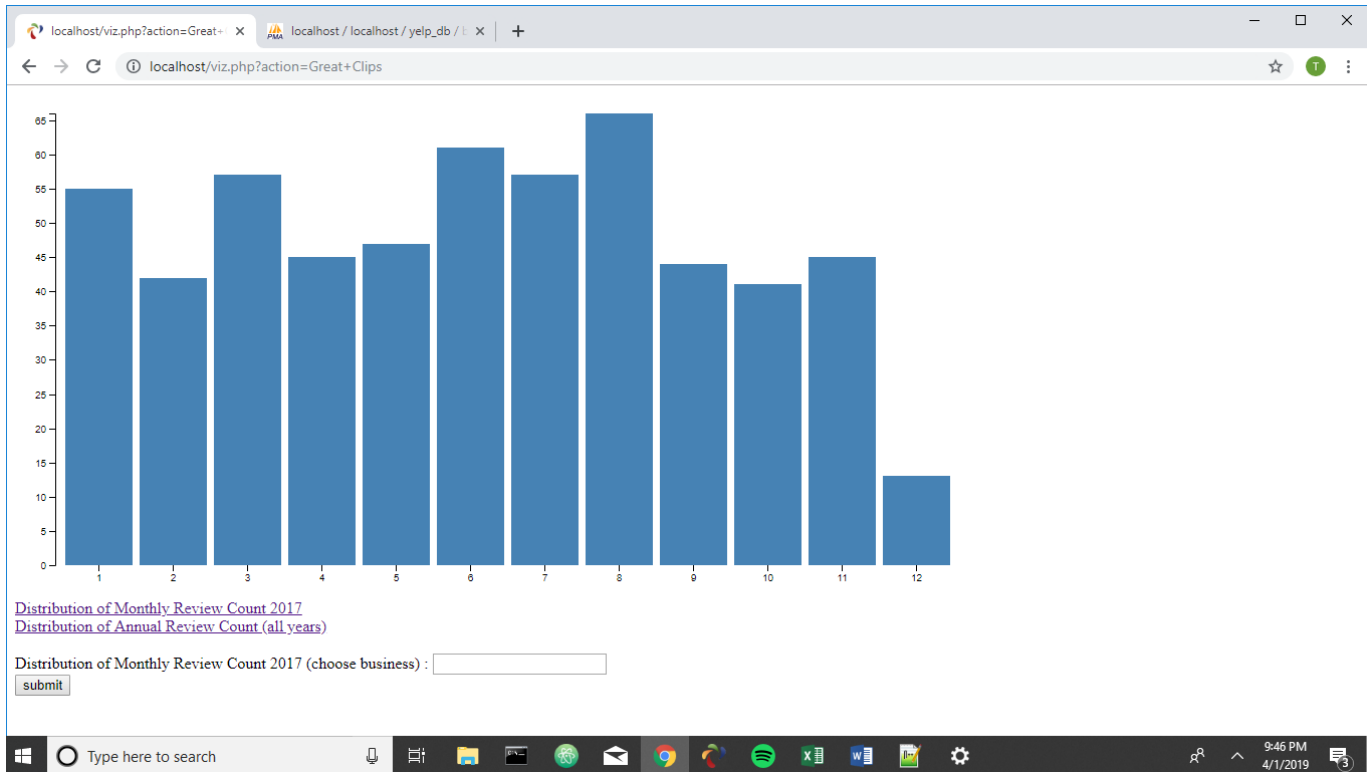 localhost/viz.php?action=Great+
localhost / localhost / yelp_db / b
localhost/viz.php?action=Great+Clips
65
60
55
50
45
40
35
30
25
20
15
10
5
0
1 2 3 4 5 6 7 8 9 10 11 12
Distribution of Monthly Review Count 2017
Distribution of Annual Review Count (all years)
Distribution of Monthly Review Count 2017 (choose business) :
submit
Type here to search
9:46 PM
4/1/2019
3